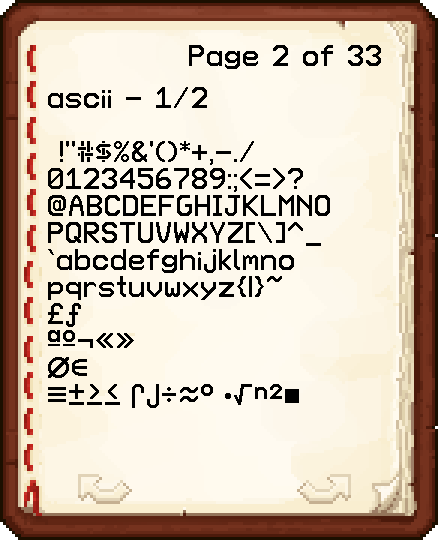 Page 2 of 33
ascii - 1/2
!"#$%&'()*+,-./
0123456789:;<=>?
@ABCDEFGHIJKLMNO
PQRSTUVWXYZ[\]^_
`abcdefghijklmno
pqrstuvwxyz{|}~
£ƒ
ªº¬«»
Ø∈
≡±≥≤⌠⌡÷≈° ∙√ⁿ²■